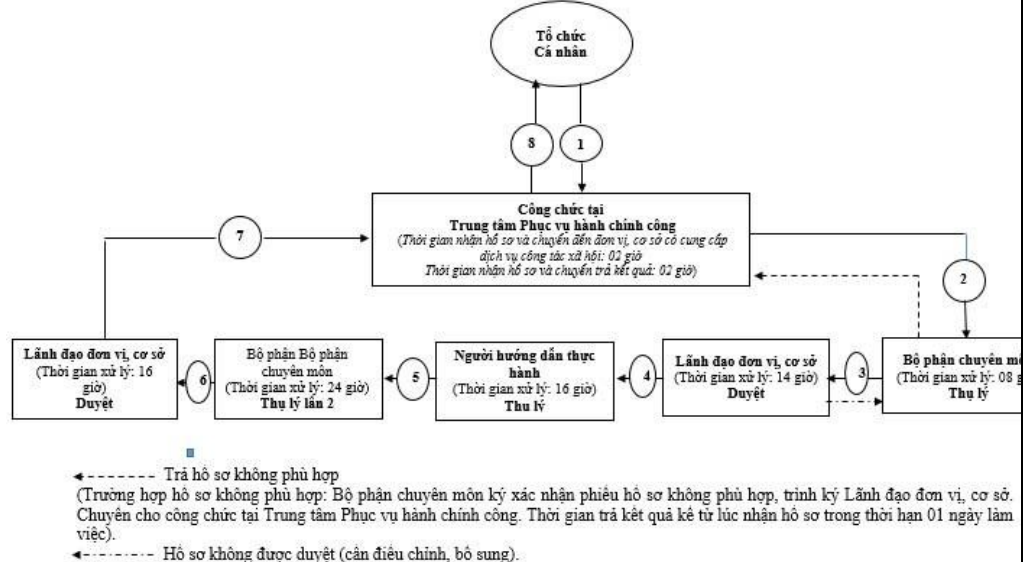 Tổ chức
Cá nhân
8
1
Công chức tại
Trung tâm Phục vụ hành chính công
(Thời gian nhận hồ sơ và chuyển đến đơn vị, cơ sở có cung cấp
dịch vụ công tác xã hội: 02 giờ
Thời gian nhận hồ sơ và chuyển trả kết quả: 02 giờ)
7
2
Lãnh đạo đơn vị, cơ sở
(Thời gian xử lý: 16
giờ)
Duyệt
6
Bộ phận Bộ phận
chuyên môn
(Thời gian xử lý: 24 giờ)
Thụ lý lần 2
5
Người hướng dẫn thực
hành
(Thời gian xử lý: 16 giờ)
Thu lý
4
Lãnh đạo đơn vị, cơ sở
(Thời gian xử lý: 14 giờ)
Duyệt
3
Bộ phận chuyên
(Thời gian xử lý: 08
Thụ lý
Trả hồ sơ không phù hợp
(Trường hợp hồ sơ không phù hợp: Bộ phận chuyên môn ký xác nhận phiếu hồ sơ không phù hợp, trình ký Lãnh đạo đơn vị, cơ sở.
Chuyển cho công chức tại Trung tâm Phục vụ hành chính công. Thời gian trả kết quả kể từ lúc nhận hồ sơ trong thời hạn 01 ngày làm
việc).
Hồ sơ không được duyệt (cần điều chỉnh, bổ sung).